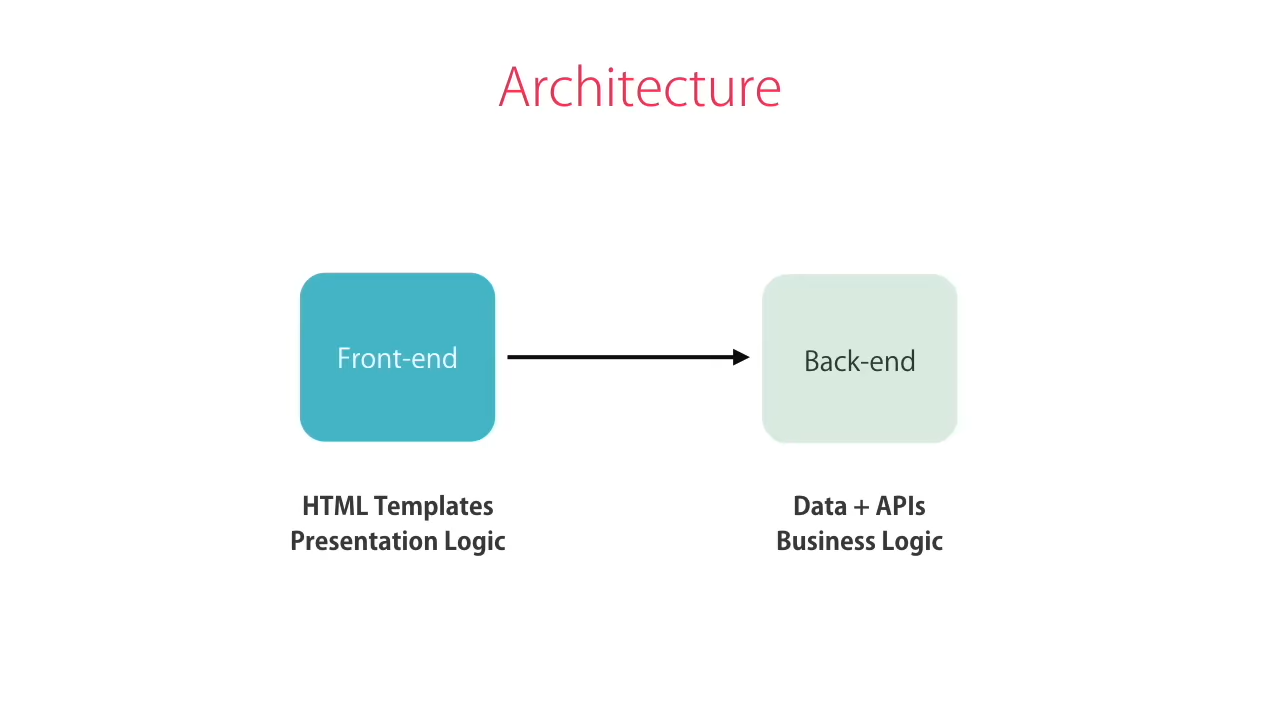 Architecture
Front-end
Back-end
HTML Templates
Presentation Logic
Data + APIs
Business Logic